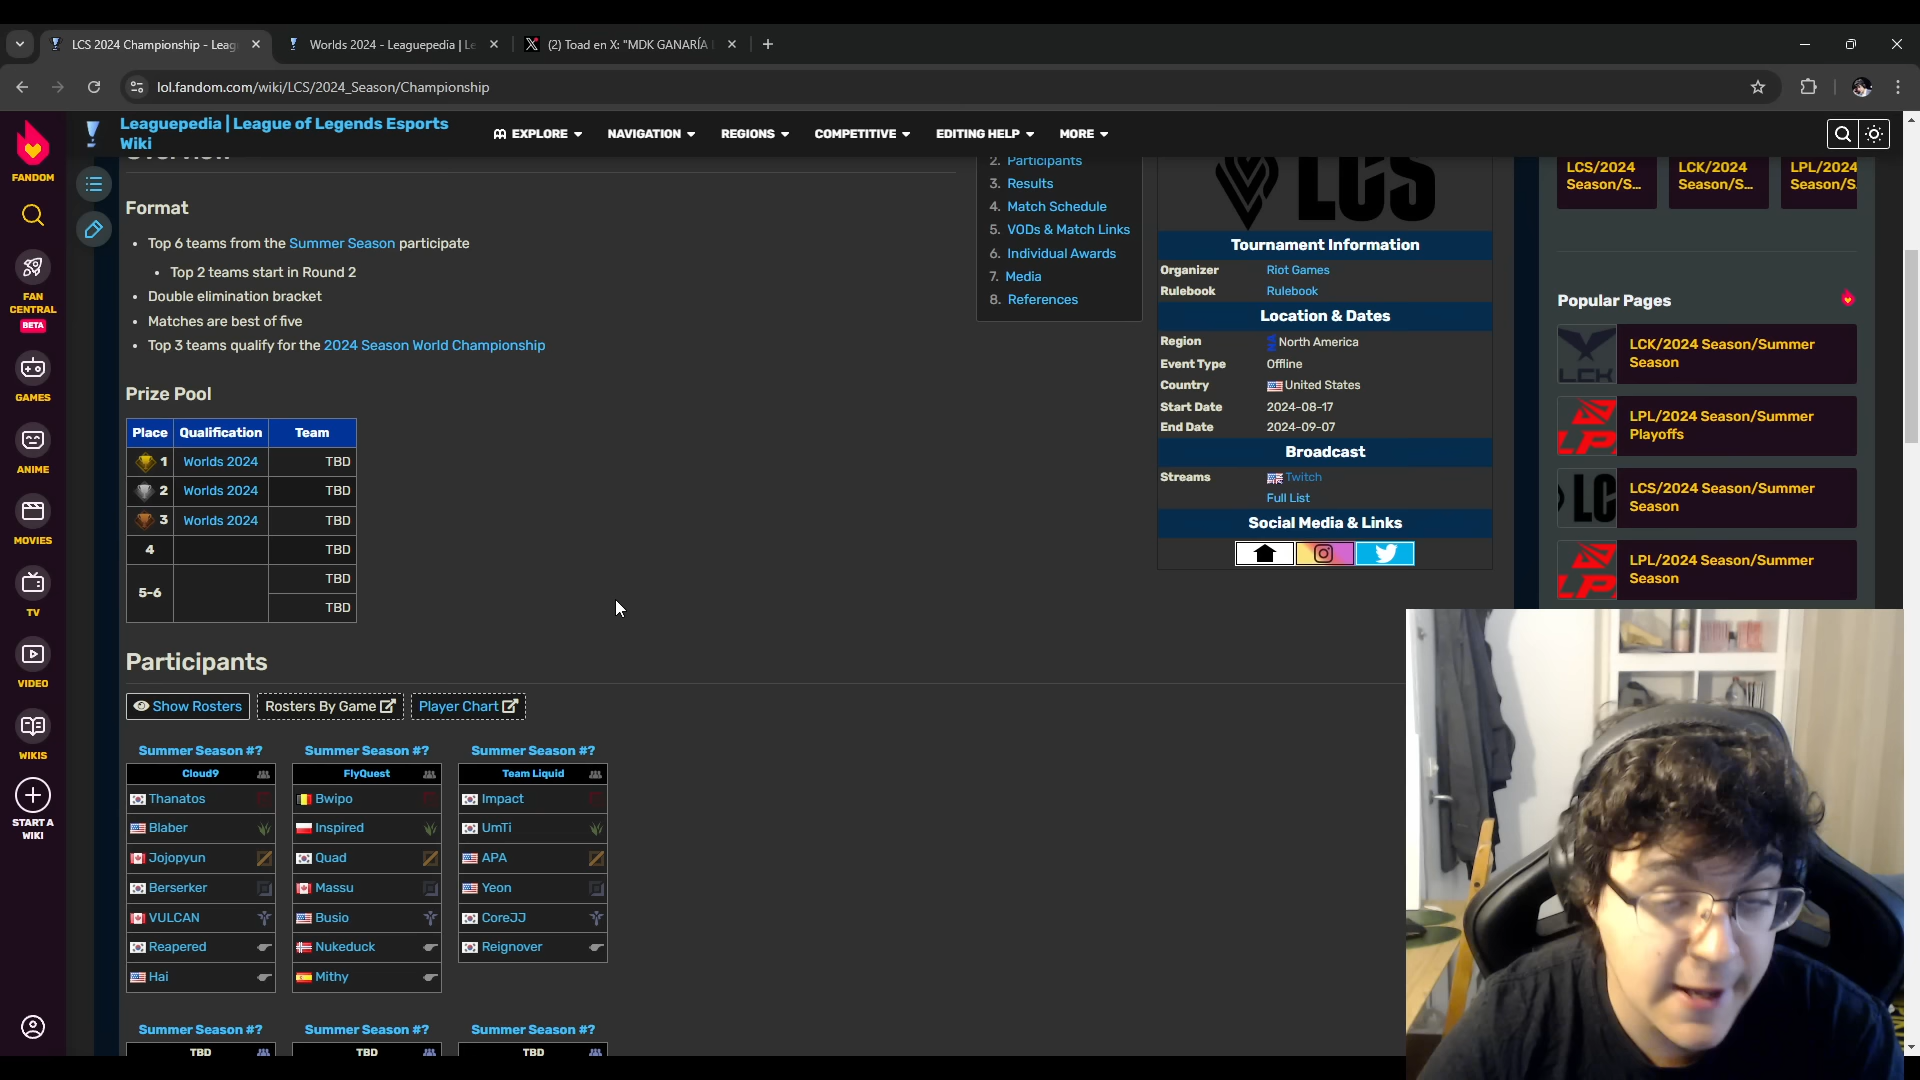 LCS 2024 Championship - Leag
Worlds 2024 - Leaguepedia | Le
(2) Toad en X: "MDK GANARÍA
lol.fandom.com/wiki/LCS/2024_Season/Championship
Leaguepedia | League of Legends Esports
Wiki
EXPLORE
NAVIGATION
REGIONS
COMPETITIVE
EDITING HELP
MORE
FANDOM
FAN
CENTRAL
BETA
GAMES
ANIME
MOVIES
TV
VIDEO
WIKIS
START A
WIKI
Overview
Format
• Top 6 teams from the Summer Season participate
• Top 2 teams start in Round 2
• Double elimination bracket
• Matches are best of five
• Top 3 teams qualify for the 2024 Season World Championship
Prize Pool
Place Qualification Team
1 Worlds 2024 TBD
2 Worlds 2024 TBD
3 Worlds 2024 TBD
4 TBD
5-6 TBD
TBD
2. Participants
3. Results
4. Match Schedule
5. VODs & Match Links
6. Individual Awards
7. Media
8. References
LCS
Tournament Information
Organizer Riot Games
Rulebook Rulebook
Location & Dates
Region North America
Event Type Offline
Country United States
Start Date 2024-08-17
End Date 2024-09-07
Broadcast
Streams Twitch
Full List
Social Media & Links
LCS/2024
Season/S...
LCK/2024
Season/S...
LPL/2024
Season/S
Popular Pages
LCK
LCK/2024 Season/Summer
Season
LPL/2024 Season/Summer
Playoffs
LCS/2024 Season/Summer
Season
LPL/2024 Season/Summer
Season
Participants
Show Rosters
Rosters By Game
Player Chart
Summer Season #?
Cloud9
Thanatos
Blaber
Jojopyun
Berserker
VULCAN
Reapered
Hai
Summer Season #?
FlyQuest
Bwipo
Inspired
Quad
Massu
Busio
Nukeduck
Mithy
Summer Season #?
Team Liquid
Impact
UmTi
APA
Yeon
CoreJJ
Reignover
Summer Season #?
TBD
Summer Season #?
TBD
Summer Season #?
TBD